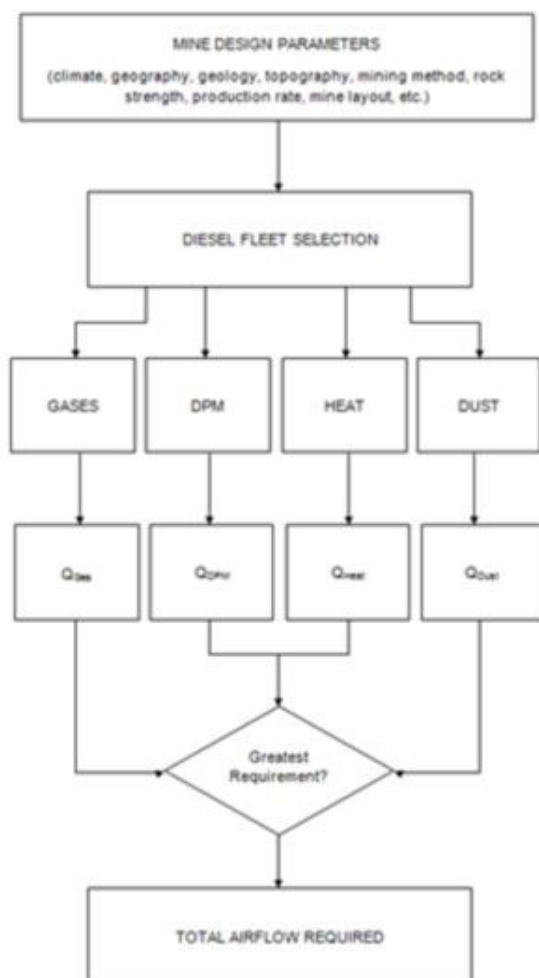 MINE DESIGN PARAMETERS
(climate, geography, geology, topography, mining method, rock
strength, production rate, mine layout, etc.)
DIESEL FLEET SELECTION
GASES DPM HEAT DUST
QGas QDPM QHeat QDust
Greatest
Requirement?
TOTAL AIRFLOW REQUIRED